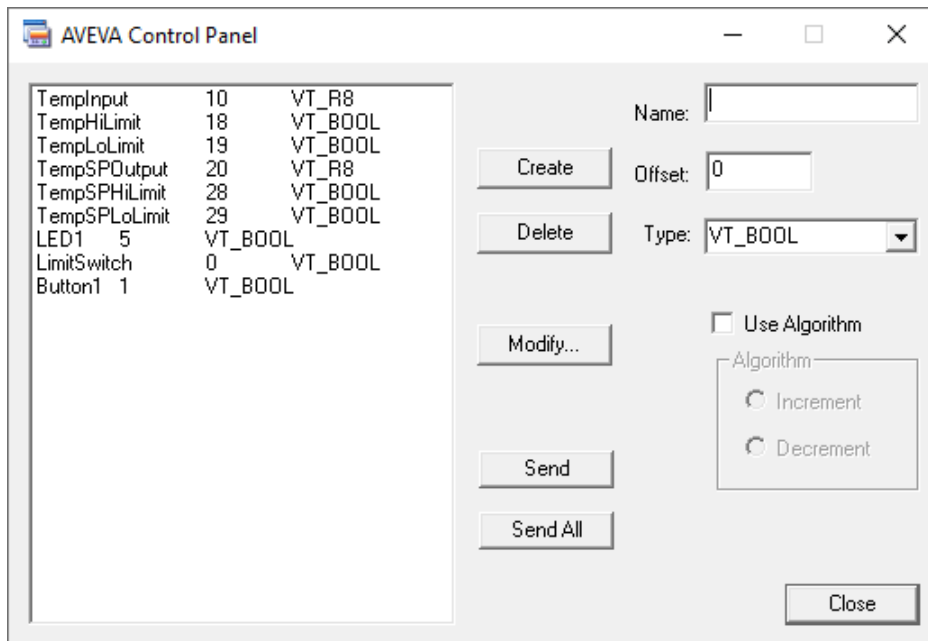 AVEVA Control Panel
TempInput 10 VT_R8
TempHiLimit 18 VT_BOOL
TempLoLimit 19 VT_BOOL
TempSPOutput 20 VT_R8
TempSPHiLimit 28 VT_BOOL
TempSPLoLimit 29 VT_BOOL
LED1 5 VT_BOOL
LimitSwitch 0 VT_BOOL
Button1 1 VT_BOOL
Create
Delete
Modify...
Send
Send All
Name:
Offset: 0
Type: VT_BOOL
Use Algorithm
Algorithm
Increment
Decrement
Close